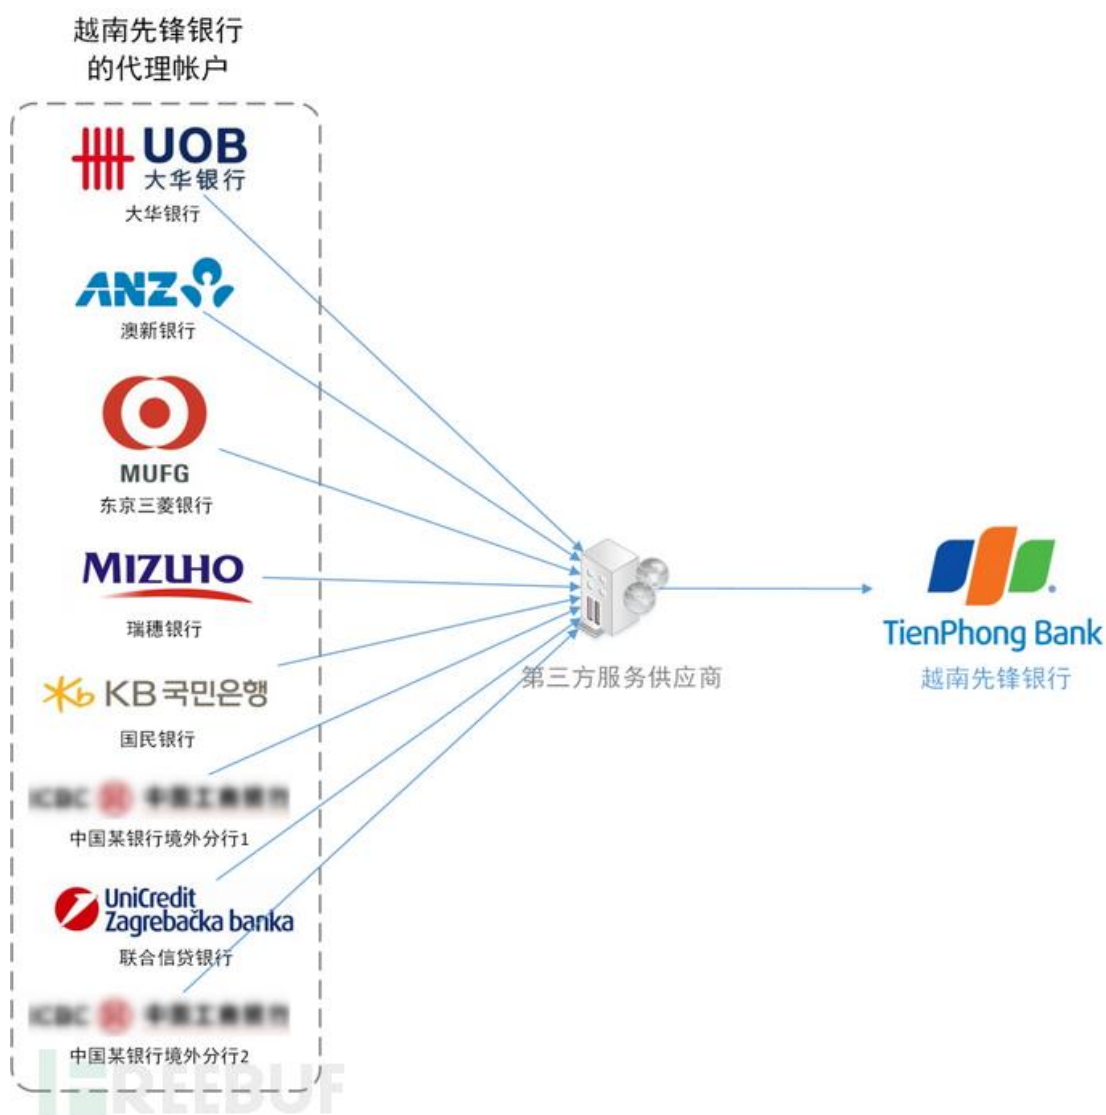 越南先锋银行
的代理帐户
UOB
大华银行
大华银行
ANZ
澳新银行
MUFG
东京三菱银行
MIZUHO
瑞穗银行
KB국민은행
国民银行
中国某银行境外分行1
UniCredit
Zagrebačka banka
联合信贷银行
中国某银行境外分行2
第三方服务供应商
TienPhong Bank
越南先锋银行
FREEBUF